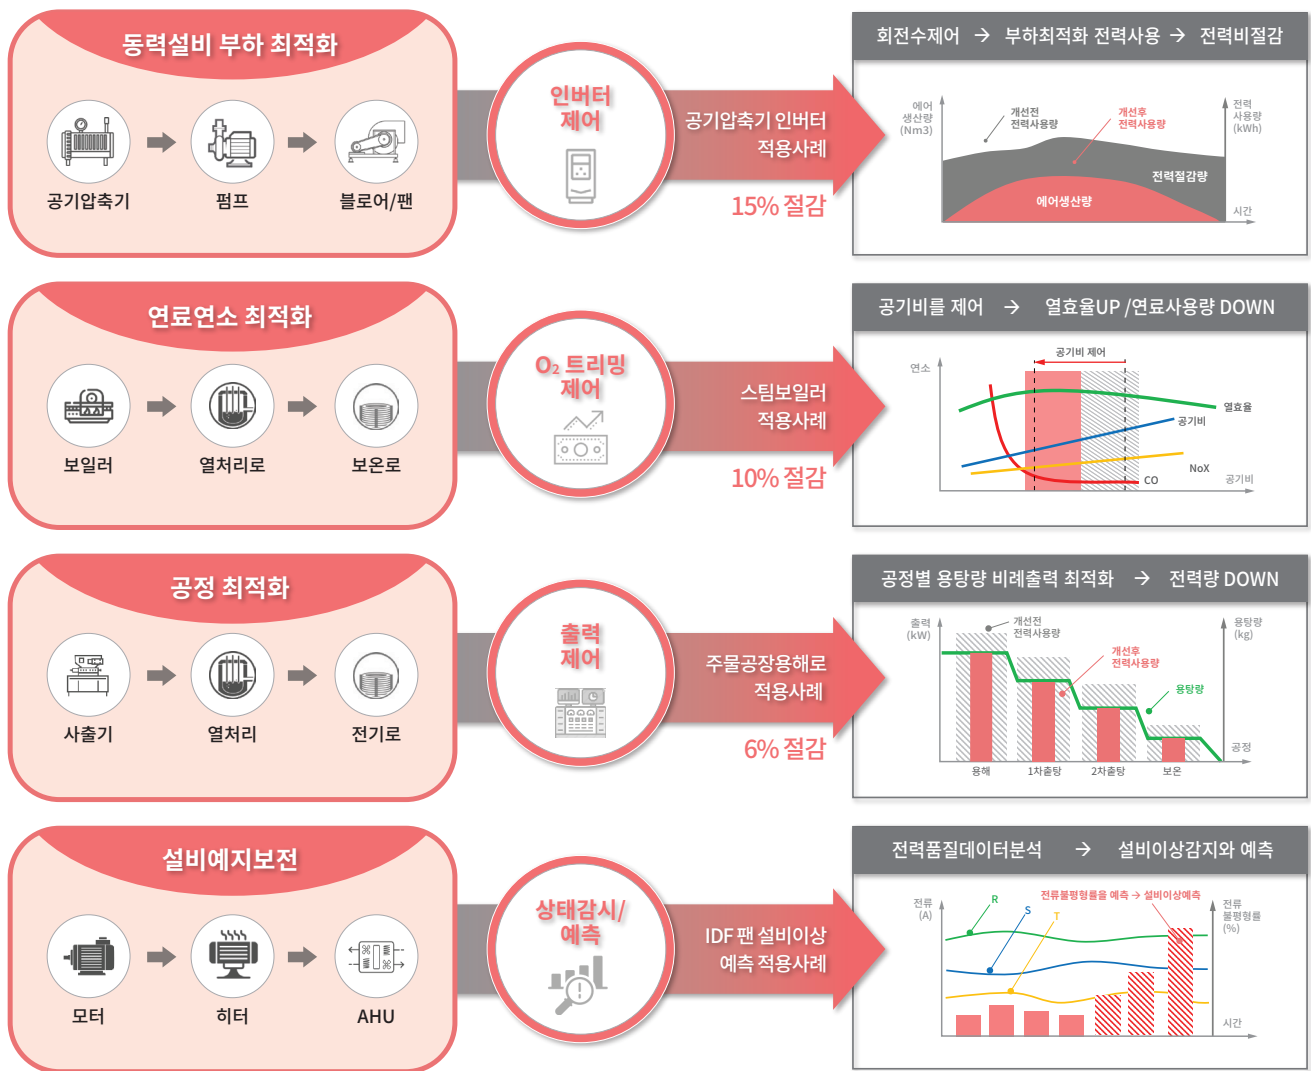 동력설비 부하 최적화
공기압축기
펌프
블로어/팬
인버터
제어
공기압축기 인버터
적용사례
15% 절감
회전수제어 → 부하최적화 전력사용 → 전력비절감
에어
생산량
(Nm3)
개선전
전력사용량
개선후
전력사용량
전력
사용량
(kWh)
전력절감량
에어생산량
시간
연료연소 최적화
보일러
열처리로
보온로
O₂ 트리밍
제어
스팀보일러
적용사례
10% 절감
공기비를 제어 → 열효율UP /연료사용량 DOWN
연소
공기비 제어
열효율
공기비
NoX
CO
공기비
공정 최적화
사출기
열처리
전기로
출력
제어
주물공장용해로
적용사례
6% 절감
공정별 용탕량 비례출력 최적화 → 전력량 DOWN
출력
(kW)
개선전
전력사용량
개선후
전력사용량
용탕량
용탕량
(kg)
공정
용해
1차출탕
2차출탕
보온
설비예지보전
모터
히터
AHU
상태감시/
예측
IDF 팬 설비이상
예측 적용사례
전력품질데이터분석 → 설비이상감지와 예측
전류
(A)
R
S
T
전류불평형률을 예측 → 설비이상예측
전류
불평형률
(%)
시간